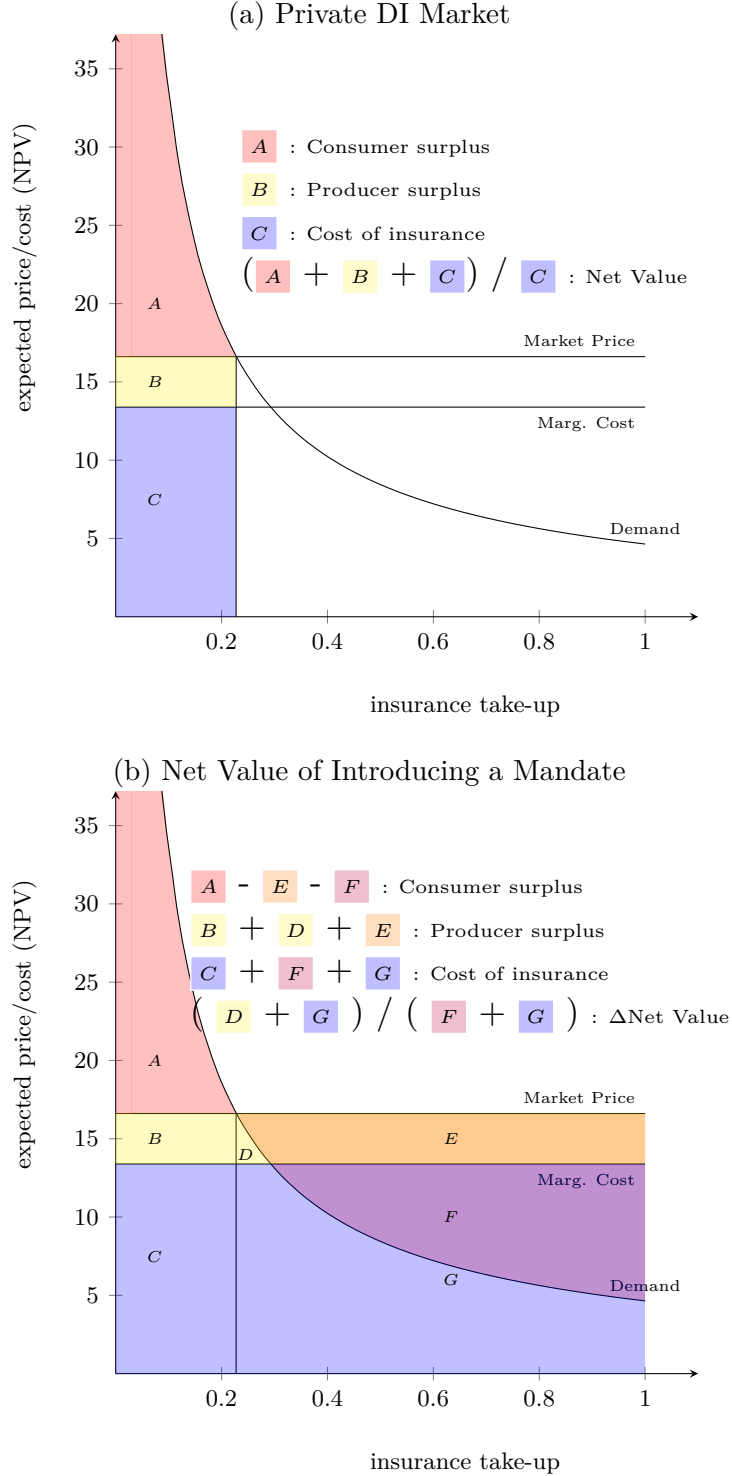 (a) Private DI Market
expected price/cost (NPV)
35
30
25
20
15
10
5
A : Consumer surplus
B : Producer surplus
C : Cost of insurance
( A + B + C ) / C : Net Value
A
B
C
Market Price
Marg. Cost
Demand
0.2 0.4 0.6 0.8 1
insurance take-up
(b) Net Value of Introducing a Mandate
expected price/cost (NPV)
35
30
25
20
15
10
5
A - E - F : Consumer surplus
B + D + E : Producer surplus
C + F + G : Cost of insurance
( D + G ) / ( F + G ) : ΔNet Value
A
Market Price
B
D
E
Marg. Cost
C
F
G
Demand
0.2 0.4 0.6 0.8 1
insurance take-up